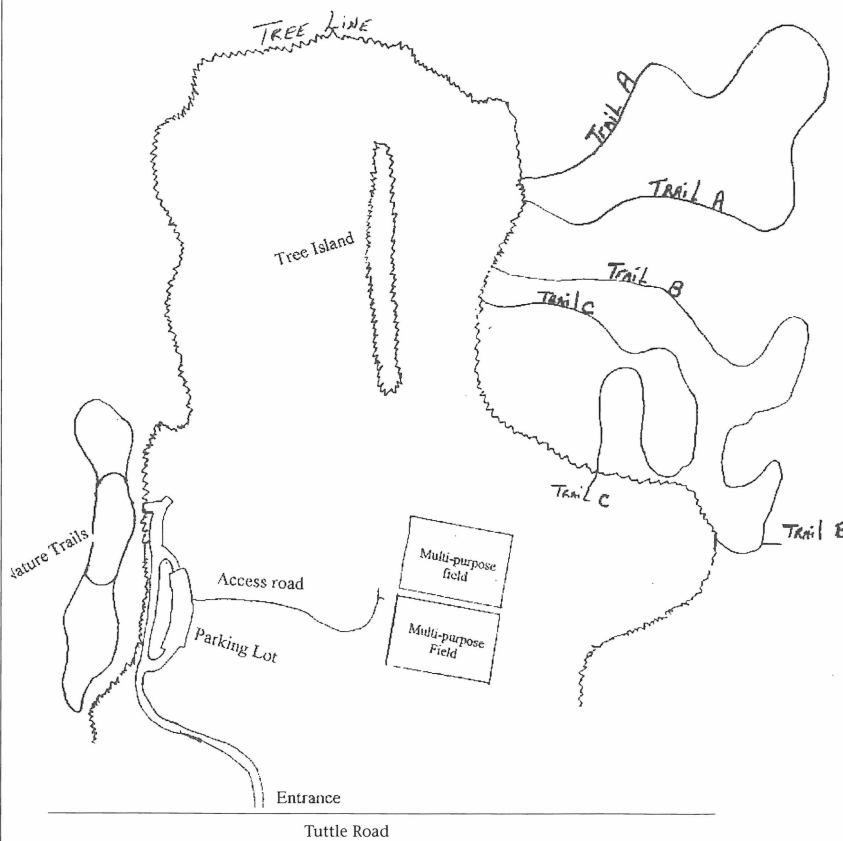 TREE LINE
TRAIL A
TRAIL A
Tree Island
TRAIL B
TRAIL C
TRAIL C
Nature Trails
TRAIL B
Multi-purpose
field
Access road
Multi-purpose
Field
Parking Lot
Entrance
Tuttle Road